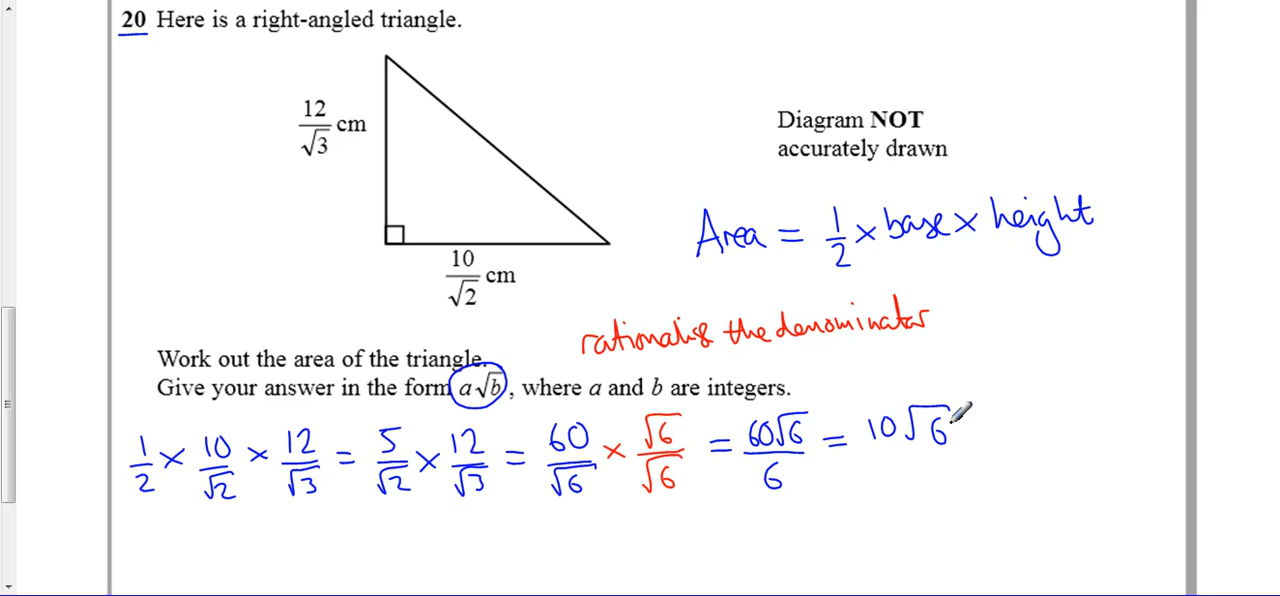 20 Here is a right-angled triangle.
12/√3 cm
Diagram NOT
accurately drawn
Area = 1/2 × base × height
10/√2 cm
rationalise the denominator
Work out the area of the triangle.
Give your answer in the form a√b, where a and b are integers.
1/2 × 10/√2 × 12/√3 = 5/√2 × 12/√3 = 60/√6 × √6/√6 = 60√6/6 = 10√6